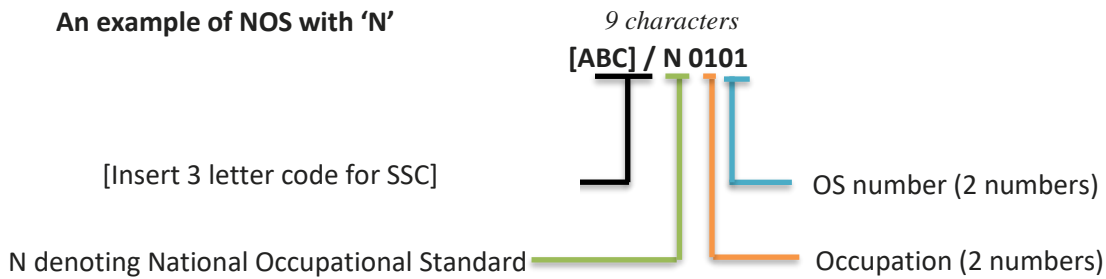 An example of NOS with ‘N’
9 characters
[ABC] / N 0101
[Insert 3 letter code for SSC]
OS number (2 numbers)
N denoting National Occupational Standard
Occupation (2 numbers)